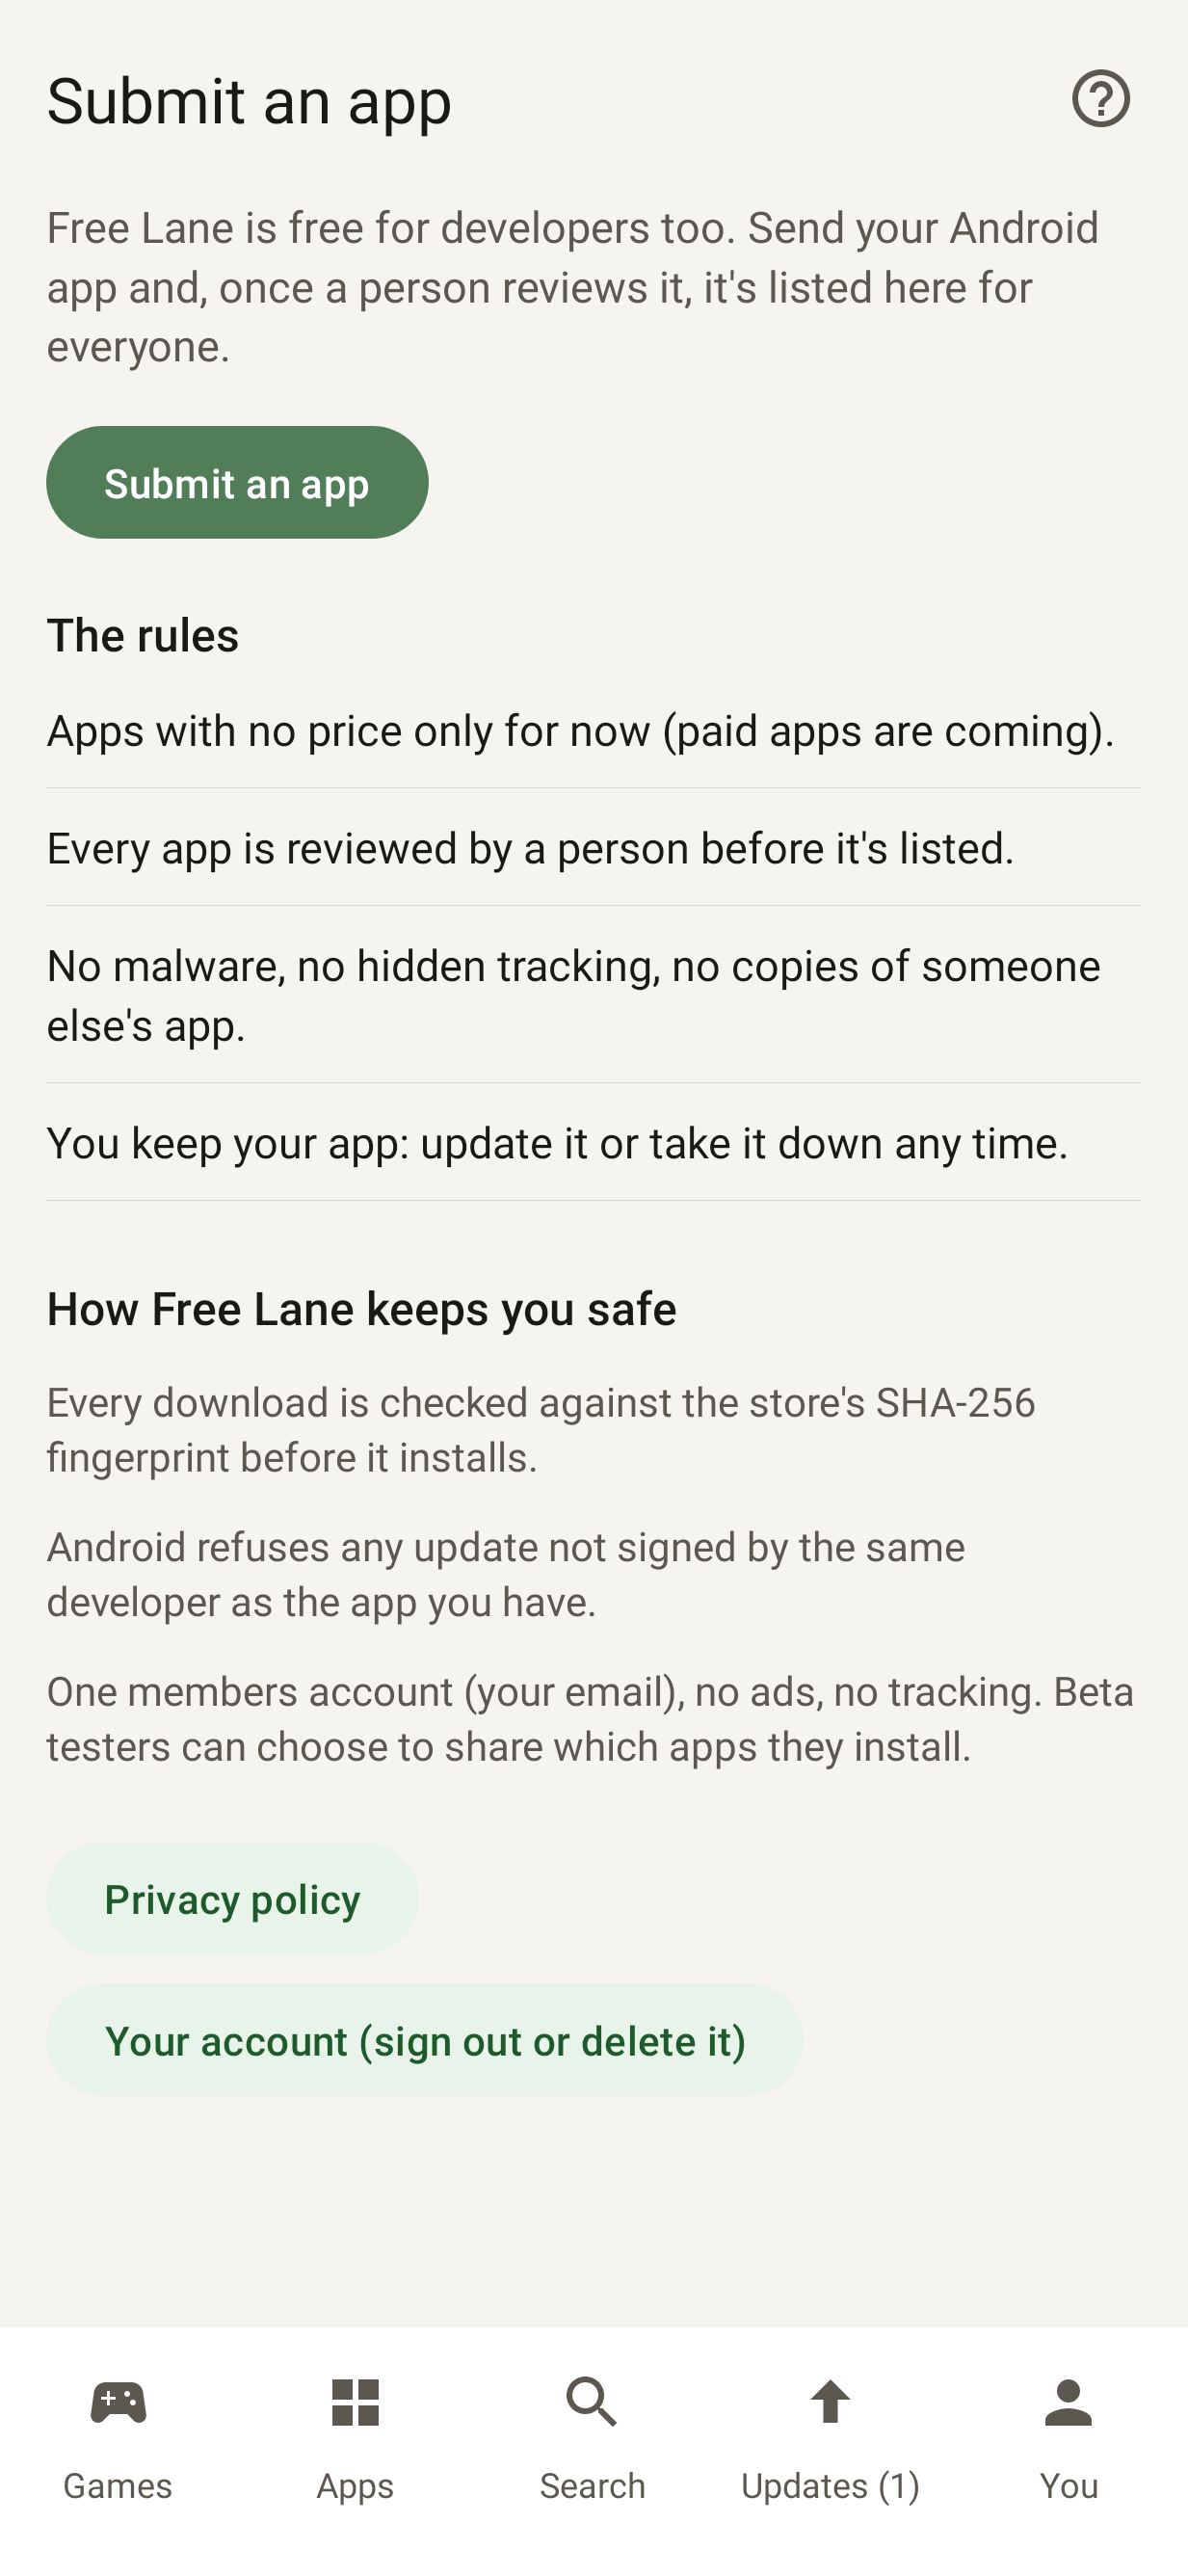 Submit an app
Free Lane is free for developers too. Send your Android
app and, once a person reviews it, it's listed here for
everyone.
Submit an app
The rules
Apps with no price only for now (paid apps are coming).
Every app is reviewed by a person before it's listed.
No malware, no hidden tracking, no copies of someone
else's app.
You keep your app: update it or take it down any time.
How Free Lane keeps you safe
Every download is checked against the store's SHA-256
fingerprint before it installs.
Android refuses any update not signed by the same
developer as the app you have.
One members account (your email), no ads, no tracking. Beta
testers can choose to share which apps they install.
Privacy policy
Your account (sign out or delete it)
Games
Apps
Search
Updates (1)
You